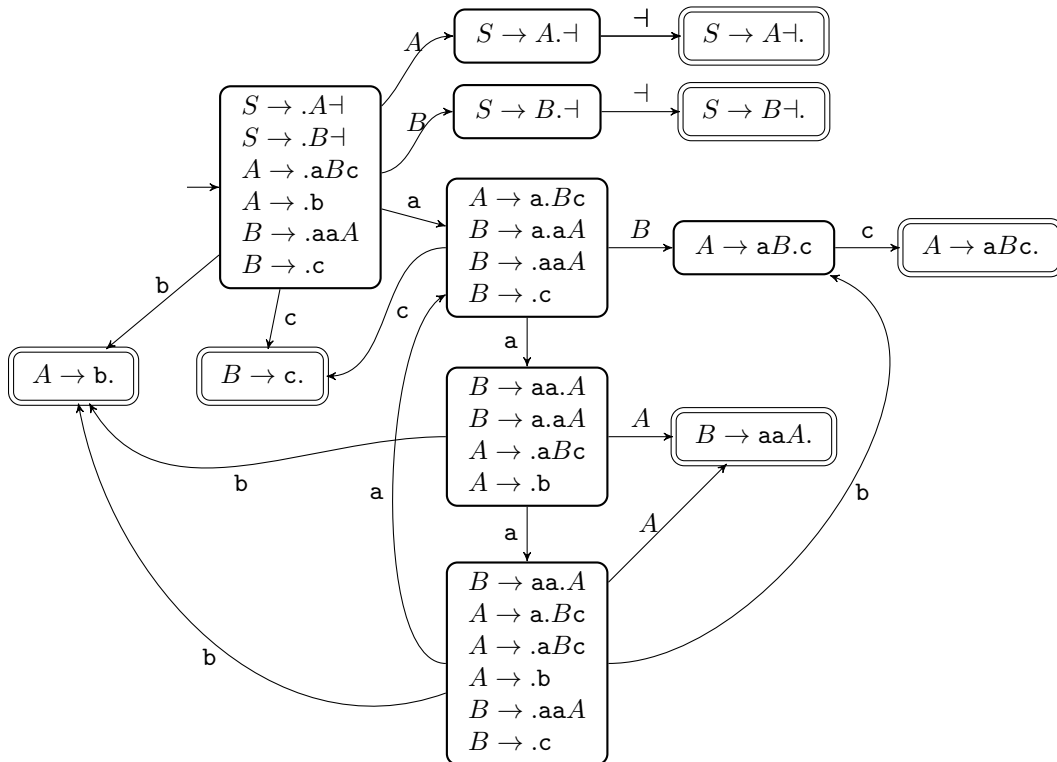 S → A.⊣
S → A⊣.
A
⊣
S → B.⊣
S → B⊣.
B
⊣
S → .A⊣
S → .B⊣
A → .aBc
A → .b
B → .aaA
B → .c
a
A → a.Bc
B → a.aA
B → .aaA
B → .c
B
A → aB.c
c
A → aBc.
b
c
c
A → b.
B → c.
a
B → aa.A
B → a.aA
A → .aBc
A → .b
A
B → aaA.
b
a
b
a
A
B → aa.A
A → a.Bc
A → .aBc
A → .b
B → .aaA
B → .c
b